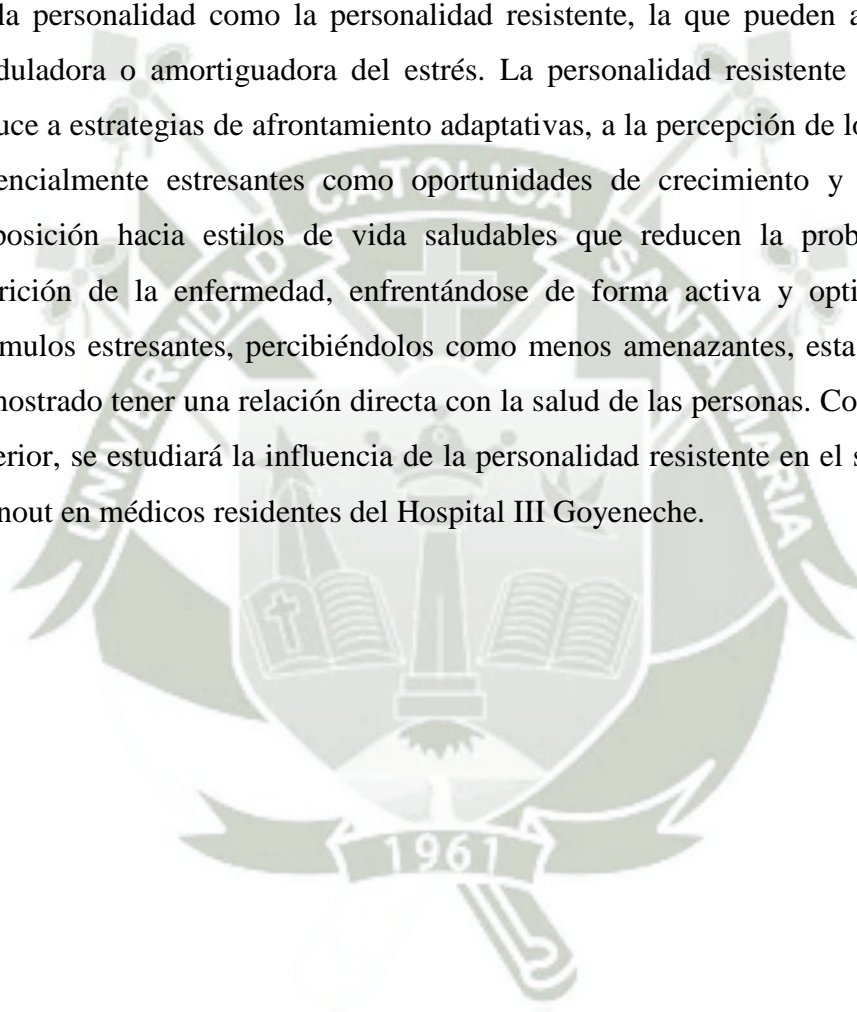 la personalidad como la personalidad resistente, la que pueden a
duladora o amortiguadora del estrés. La personalidad resistente
uce a estrategias de afrontamiento adaptativas, a la percepción de lo
encialmente estresantes como oportunidades de crecimiento y
posición hacia estilos de vida saludables que reducen la prob
rición de la enfermedad, enfrentándose de forma activa y opti
mulos estresantes, percibiéndolos como menos amenazantes, esta
nostrado tener una relación directa con la salud de las personas. Co
erior, se estudiará la influencia de la personalidad resistente en el s
nout en médicos residentes del Hospital III Goyeneche.
UNIVERSIDAD CATOLICA SANTA MARIA
1961